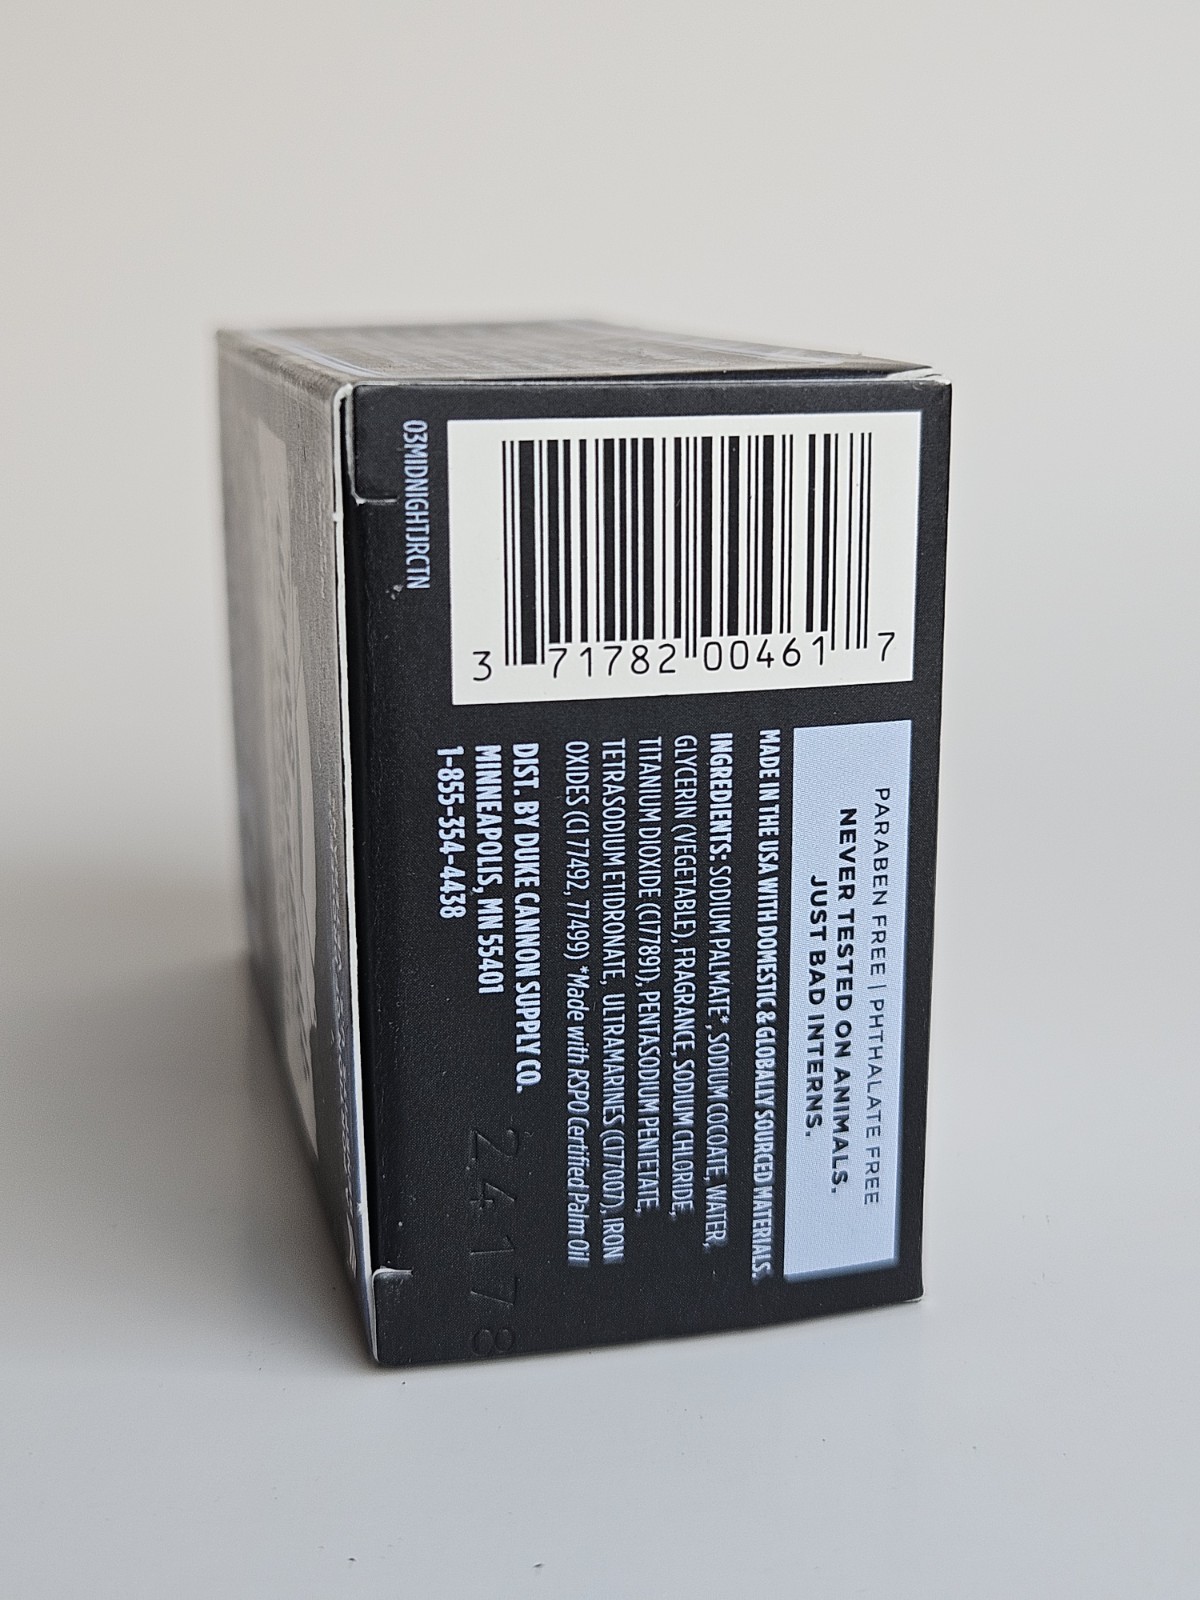 03MIDNIGHTJRCTN
3 71782 00461 7
PARABEN FREE | PHTHALATE FREE
NEVER TESTED ON ANIMALS.
JUST BAD INTERNS.
MADE IN THE USA WITH DOMESTIC & GLOBALLY SOURCED MATERIALS.
INGREDIENTS: SODIUM PALMATE*, SODIUM COCOATE, WATER,
GLYCERIN (VEGETABLE), FRAGRANCE, SODIUM CHLORIDE,
TITANIUM DIOXIDE (CI77891), PENTASODIUM PENTETATE,
TETRASODIUM ETIDRONATE, ULTRAMARINES (CI77007), IRON
OXIDES (CI 77492, 77499) *Made with RSPO Certified Palm Oil
DIST. BY DUKE CANNON SUPPLY CO.
MINNEAPOLIS, MN 55401
1-855-354-4438
24178